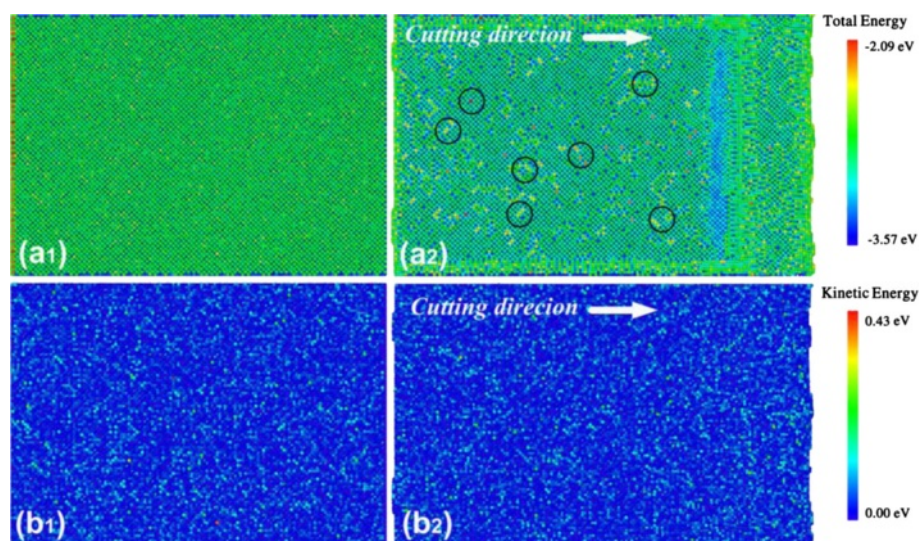 Total Energy
Cutting direcion
-2.09 eV
(a1)
(a2)
-3.57 eV
Kinetic Energy
Cutting direcion
0.43 eV
(b1)
(b2)
0.00 eV